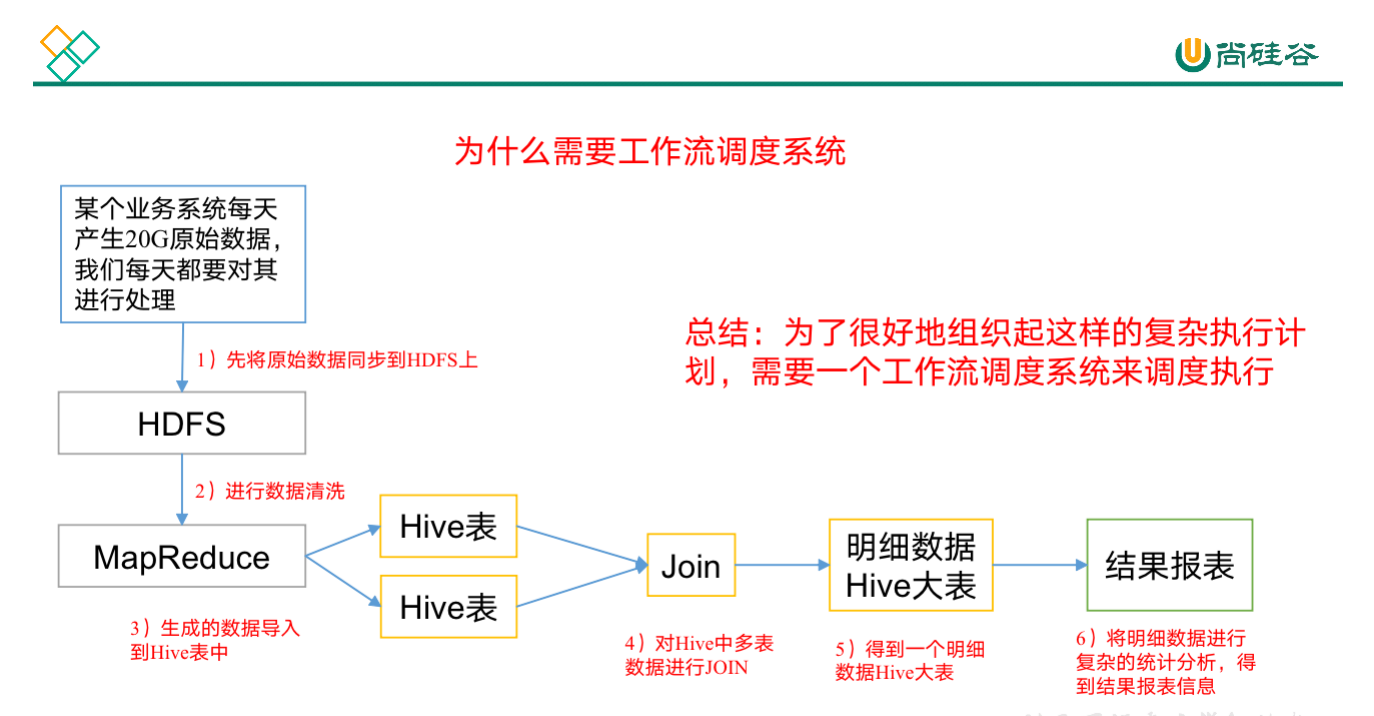 尚硅谷
为什么需要工作流调度系统
某个业务系统每天
产生20G原始数据，
我们每天都要对其
进行处理
1）先将原始数据同步到HDFS上
总结：为了很好地组织起这样的复杂执行计
划，需要一个工作流调度系统来调度执行
HDFS
2）进行数据清洗
MapReduce
Hive表
Hive表
Join
明细数据
Hive大表
结果报表
3）生成的数据导入
到Hive表中
4）对Hive中多表
数据进行JOIN
5）得到一个明细
数据Hive大表
6）将明细数据进行
复杂的统计分析，得
到结果报表信息